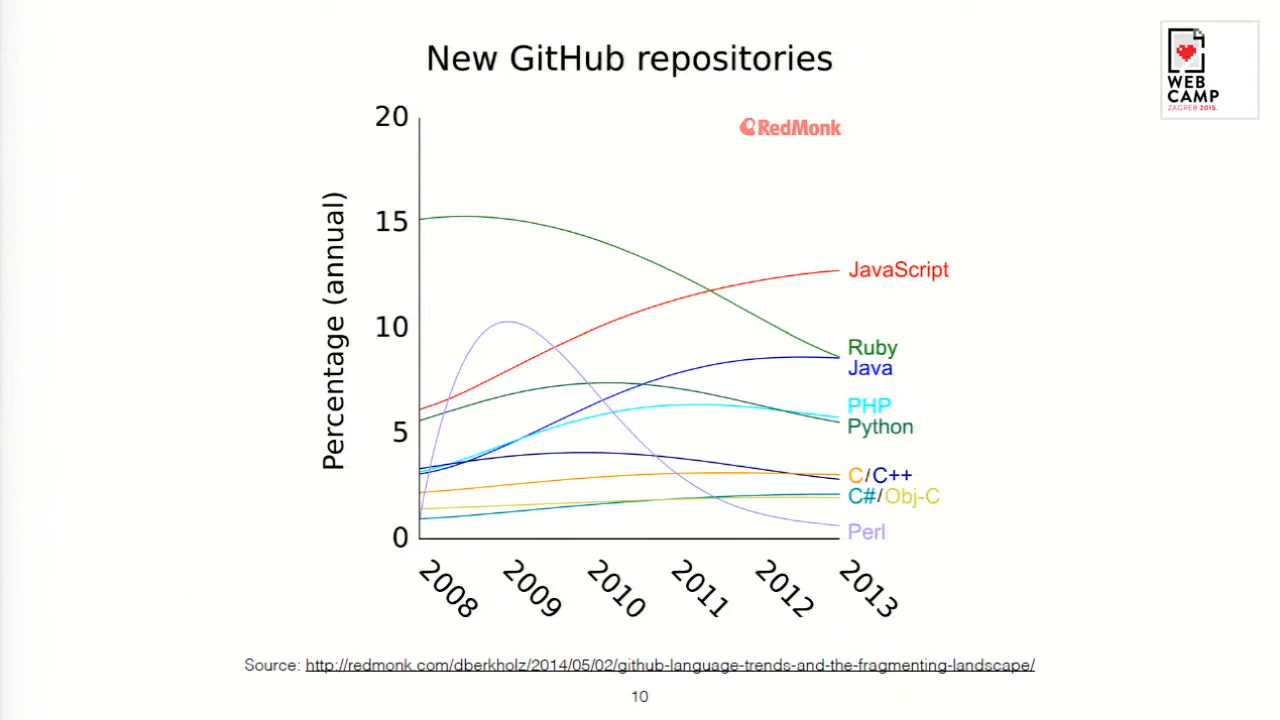 New GitHub repositories
WEB
CAMP
ZAGREB 2015.
RedMonk
Percentage (annual)
20
15
10
5
0
JavaScript
Ruby
Java
PHP
Python
C/C++
C#/Obj-C
Perl
2008
2009
2010
2011
2012
2013
Source: http://redmonk.com/dberkholz/2014/05/02/github-language-trends-and-the-fragmenting-landscape/
10